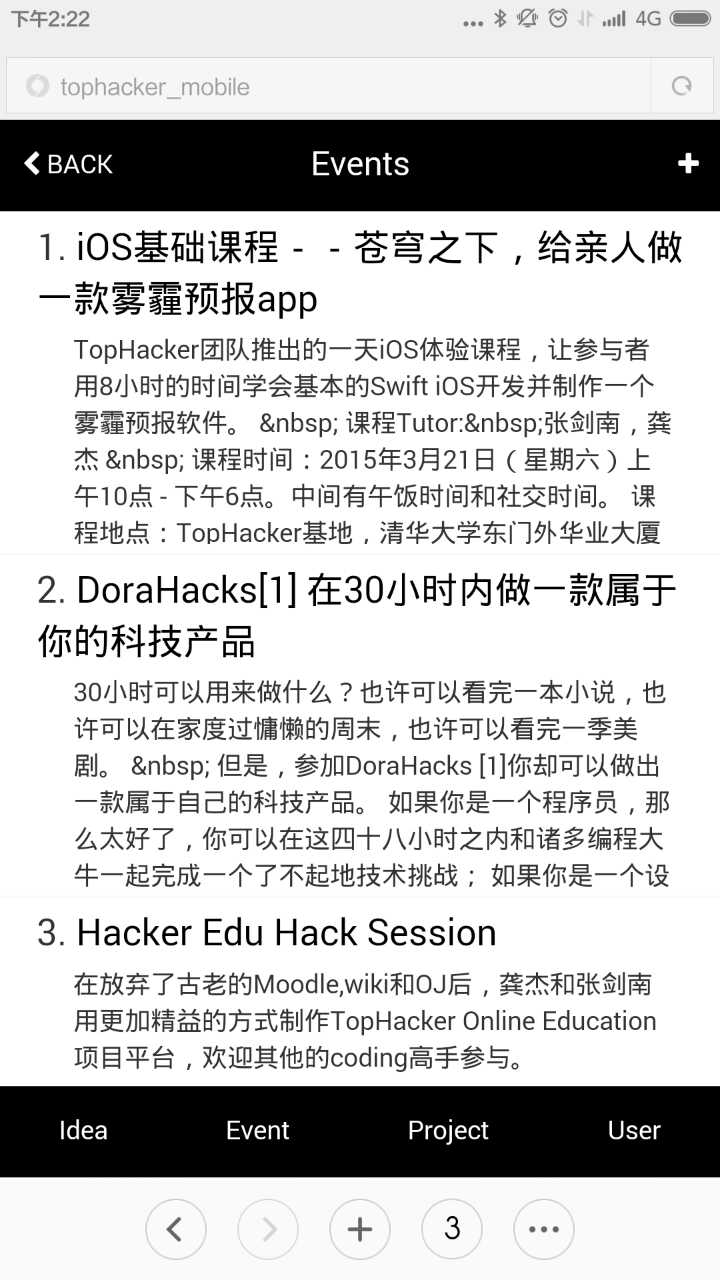 下午2:22
4G
tophacker_mobile
BACK
Events
1. iOS基础课程 - - 苍穹之下，给亲人做
一款雾霾预报app
TopHacker团队推出的一天iOS体验课程，让参与者
用8小时的时间学会基本的Swift iOS开发并制作一个
雾霾预报软件。 &nbsp; 课程Tutor:&nbsp;张剑南，龚
杰 &nbsp; 课程时间：2015年3月21日（星期六）上
午10点 - 下午6点。中间有午饭时间和社交时间。 课
程地点：TopHacker基地，清华大学东门外华业大厦
2. DoraHacks[1] 在30小时内做一款属于
你的科技产品
30小时可以用来做什么？也许可以看完一本小说，也
许可以在家度过慵懒的周末，也许可以看完一季美
剧。 &nbsp; 但是，参加DoraHacks [1]你却可以做出
一款属于自己的科技产品。 如果你是一个程序员，那
么太好了，你可以在这四十八小时之内和诸多编程大
牛一起完成一个了不起地技术挑战； 如果你是一个设
3. Hacker Edu Hack Session
在放弃了古老的Moodle,wiki和OJ后，龚杰和张剑南
用更加精益的方式制作TopHacker Online Education
项目平台，欢迎其他的coding高手参与。
Idea
Event
Project
User
3